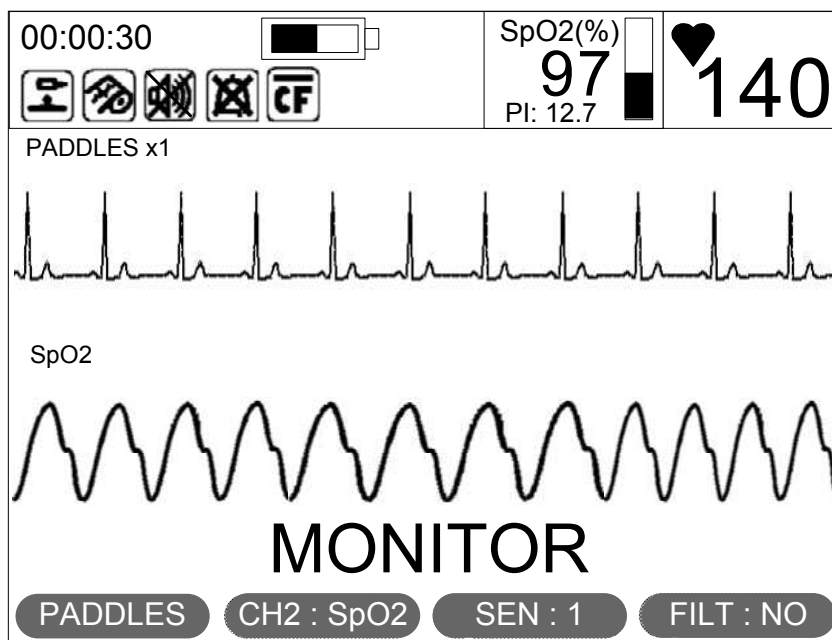 00:00:30
SpO2(%)
97
PI: 12.7
140
CF
PADDLES x1
SpO2
MONITOR
PADDLES
CH2 : SpO2
SEN : 1
FILT : NO